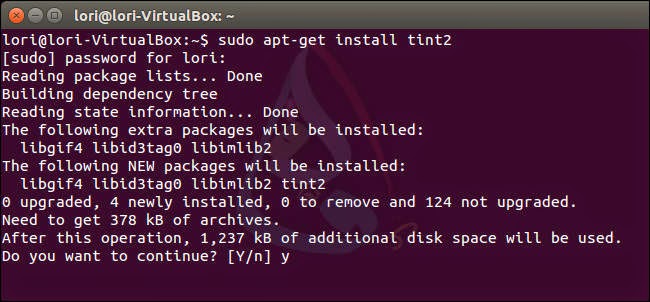 lori@lori-VirtualBox: ~
lori@lori-VirtualBox:~$ sudo apt-get install tint2
[sudo] password for lori:
Reading package lists... Done
Building dependency tree
Reading state information... Done
The following extra packages will be installed:
  libgif4 libid3tag0 libimlib2
The following NEW packages will be installed:
  libgif4 libid3tag0 libimlib2 tint2
0 upgraded, 4 newly installed, 0 to remove and 124 not upgraded.
Need to get 378 kB of archives.
After this operation, 1,237 kB of additional disk space will be used.
Do you want to continue? [Y/n] y